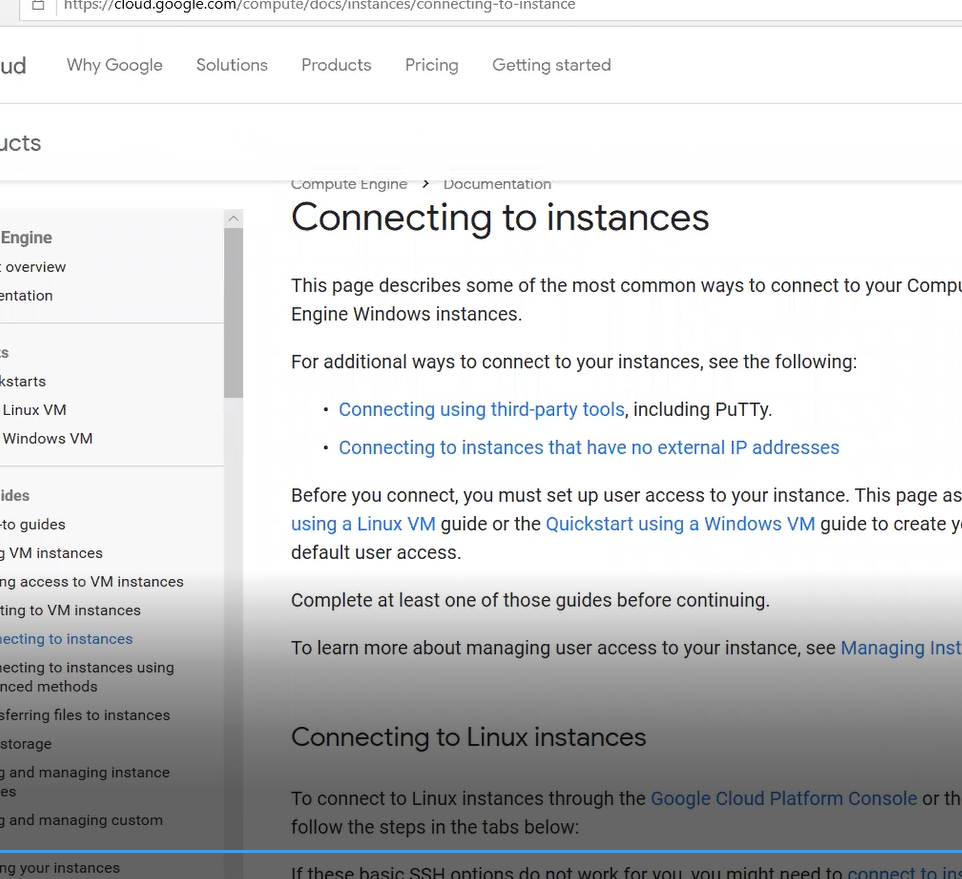 https://cloud.google.com/compute/docs/instances/connecting-to-instance
ud Why Google Solutions Products Pricing Getting started
ucts
Compute Engine > Documentation
Connecting to instances
Engine
t overview
entation
ts
kstarts
Linux VM
Windows VM
ides
-to guides
g VM instances
ng access to VM instances
ting to VM instances
necting to instances
necting to instances using
nced methods
sferring files to instances
storage
g and managing instance
es
g and managing custom
ng your instances
This page describes some of the most common ways to connect to your Compu
Engine Windows instances.
For additional ways to connect to your instances, see the following:
• Connecting using third-party tools, including PuTTy.
• Connecting to instances that have no external IP addresses
Before you connect, you must set up user access to your instance. This page as
using a Linux VM guide or the Quickstart using a Windows VM guide to create y
default user access.
Complete at least one of those guides before continuing.
To learn more about managing user access to your instance, see Managing Inst
Connecting to Linux instances
To connect to Linux instances through the Google Cloud Platform Console or th
follow the steps in the tabs below:
If these basic SSH options do not work for you, you might need to connect to ins